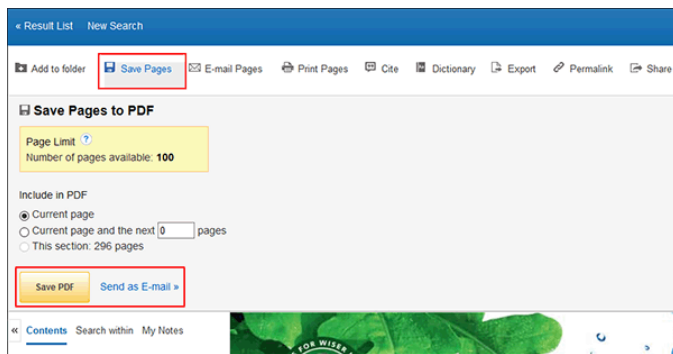 « Result List New Search
Add to folder Save Pages E-mail Pages Print Pages Cite Dictionary Export Permalink Share
Save Pages to PDF
Page Limit ?
Number of pages available: 100
Include in PDF
Current page
Current page and the next 0 pages
This section: 296 pages
Save PDF Send as E-mail »
« Contents Search within My Notes
FOR WISER